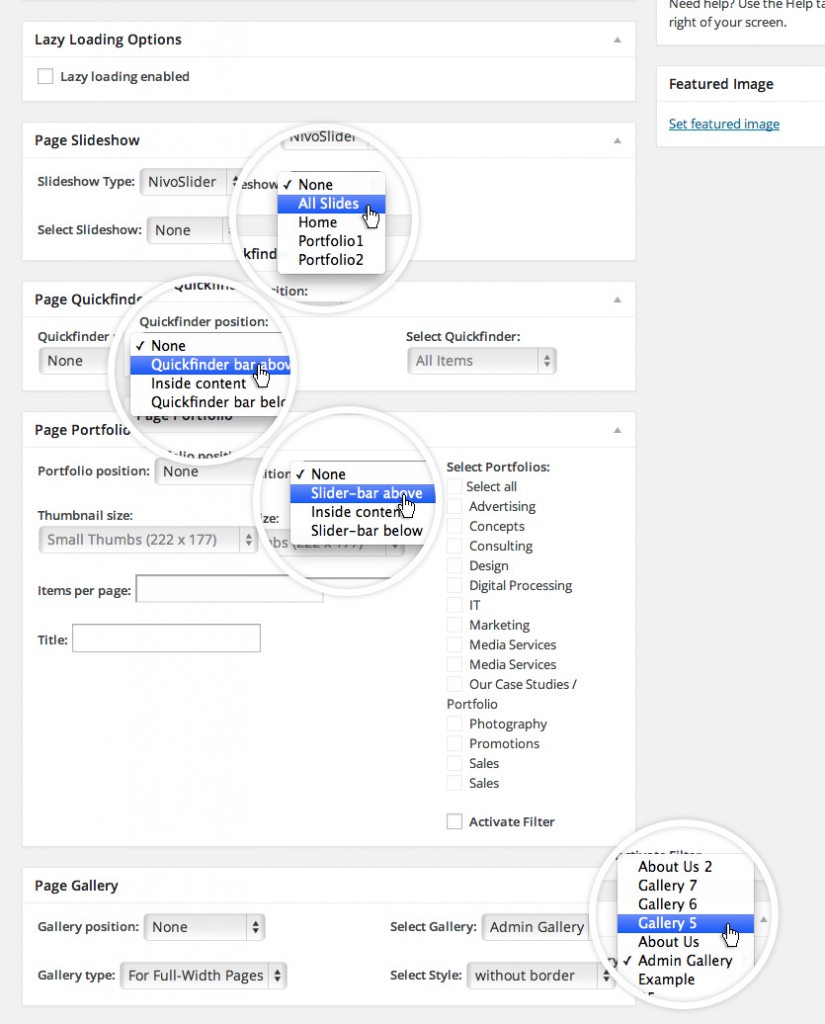 Need help? Use the Help
right of your screen.
Lazy Loading Options
Lazy loading enabled
Featured Image
Set featured image
Page Slideshow
NivoSlider
Slideshow Type: NivoSlider
None
All Slides
Home
Portfolio1
Portfolio2
Select Slideshow: None
Page Quickfinde
Quickfinder position:
Quickfinder
None
None
Quickfinder bar abov
Inside content
Quickfinder bar belo
Select Quickfinder:
All Items
Page Portfolio
Page Portfolio
Portfolio position: None
None
Slider-bar above
Inside conten
Slider-bar below
Thumbnail size:
Small Thumbs (222 x 177)
Items per page:
Title:
Select Portfolios:
Select all
Advertising
Concepts
Consulting
Design
Digital Processing
IT
Marketing
Media Services
Media Services
Our Case Studies /
Portfolio
Photography
Promotions
Sales
Sales
Activate Filter
Page Gallery
Gallery position: None
Select Gallery: Admin Gallery
Gallery type: For Full-Width Pages
Select Style: without border
About Us 2
Gallery 7
Gallery 6
Gallery 5
About Us
Admin Gallery
Example